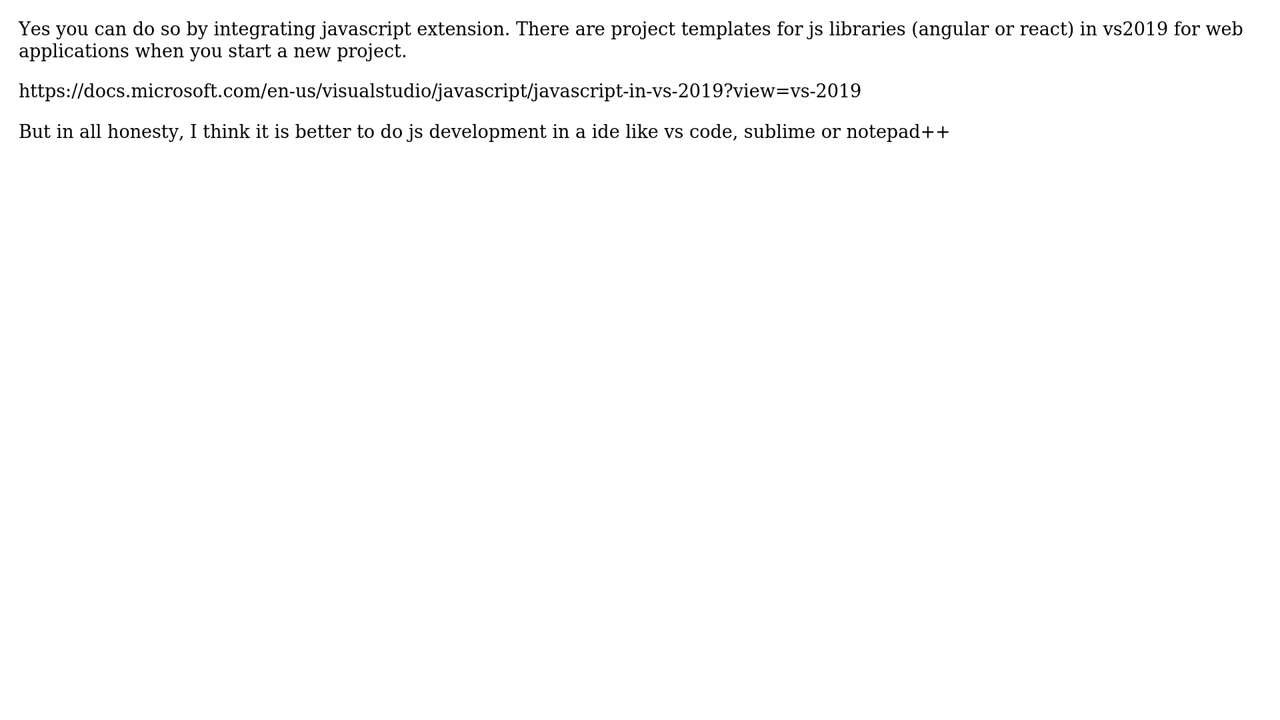 Yes you can do so by integrating javascript extension. There are project templates for js libraries (angular or react) in vs2019 for web
applications when you start a new project.
https://docs.microsoft.com/en-us/visualstudio/javascript/javascript-in-vs-2019?view=vs-2019
But in all honesty, I think it is better to do js development in a ide like vs code, sublime or notepad++